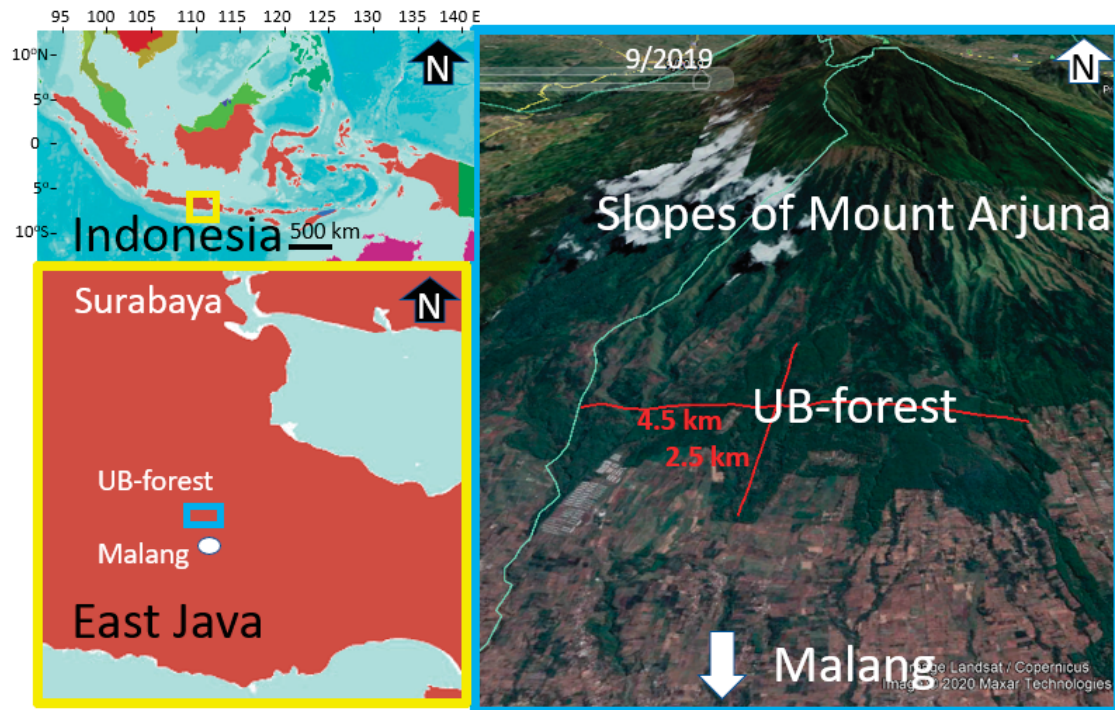 95 100 105 110 115 120 125 130 135 140 E
10°N
5°
0
5°
10°S
N
Indonesia
500 km
Surabaya
N
UB-forest
Malang
East Java
9/2019
N
Slopes of Mount Arjuna
UB-forest
4.5 km
2.5 km
Malang
Image Landsat / Copernicus
Image © 2020 Maxar Technologies